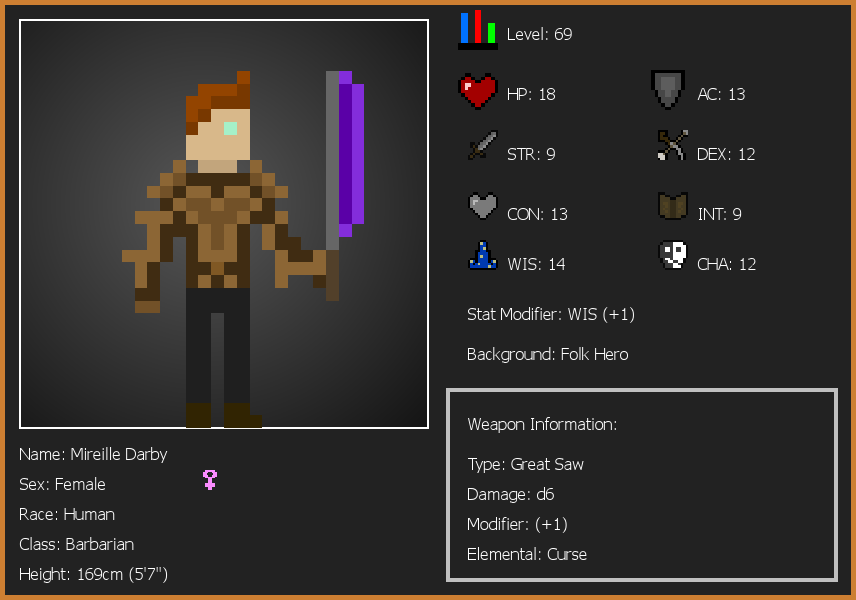 Level: 69
HP: 18
AC: 13
STR: 9
DEX: 12
CON: 13
INT: 9
WIS: 14
CHA: 12
Stat Modifier: WIS (+1)
Background: Folk Hero
Weapon Information:
Type: Great Saw
Damage: d6
Modifier: (+1)
Elemental: Curse
Name: Mireille Darby
Sex: Female
Race: Human
Class: Barbarian
Height: 169cm (5'7")